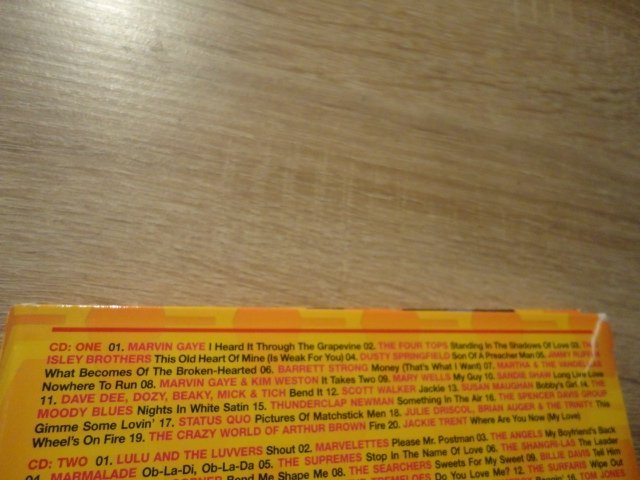 CD: ONE 01. MARVIN GAYE I Heard It Through The Grapevine 02. THE FOUR TOPS Standing In The Shadows Of Love 03.
ISLEY BROTHERS This Old Heart Of Mine (Is Weak For You) 04. DUSTY SPRINGFIELD Son Of A Preacher Man 05. JIMMY RUFFIN
What Becomes Of The Broken-Hearted 06. BARRETT STRONG Money (That's What I Want) 07. MARTHA & THE VANDELLAS
Nowhere To Run 08. MARVIN GAYE & KIM WESTON It Takes Two 09. MARY WELLS My Guy 10. SANDIE SHAW Long Live Love
11. DAVE DEE, DOZY, BEAKY, MICK & TICH Bend It 12. SCOTT WALKER Jackie 13. SUSAN MAUGHAN Bobby's Girl 14. THE
MOODY BLUES Nights In White Satin 15. THUNDERCLAP NEWMAN Something In The Air 16. THE SPENCER DAVIS GROUP
Gimme Some Lovin' 17. STATUS QUO Pictures Of Matchstick Men 18. JULIE DRISCOL, BRIAN AUGER & THE TRINITY This
Wheel's On Fire 19. THE CRAZY WORLD OF ARTHUR BROWN Fire 20. JACKIE TRENT Where Are You Now (My Love)
CD: TWO 01. LULU AND THE LUVVERS Shout 02. MARVELETTES Please Mr. Postman 03. THE ANGELS My Boyfriend's Back
04. MARMALADE Ob-La-Di, Ob-La-Da 05. THE SUPREMES Stop In The Name Of Love 06. THE SHANGRI-LAS The Leader
Bend Me Shape Me 08. THE SEARCHERS Sweets For My Sweet 09. BILLIE DAVIS Tell Him
TREMELOES Do You Love Me? 12. THE SURFARIS Wipe Out
TOM JONES